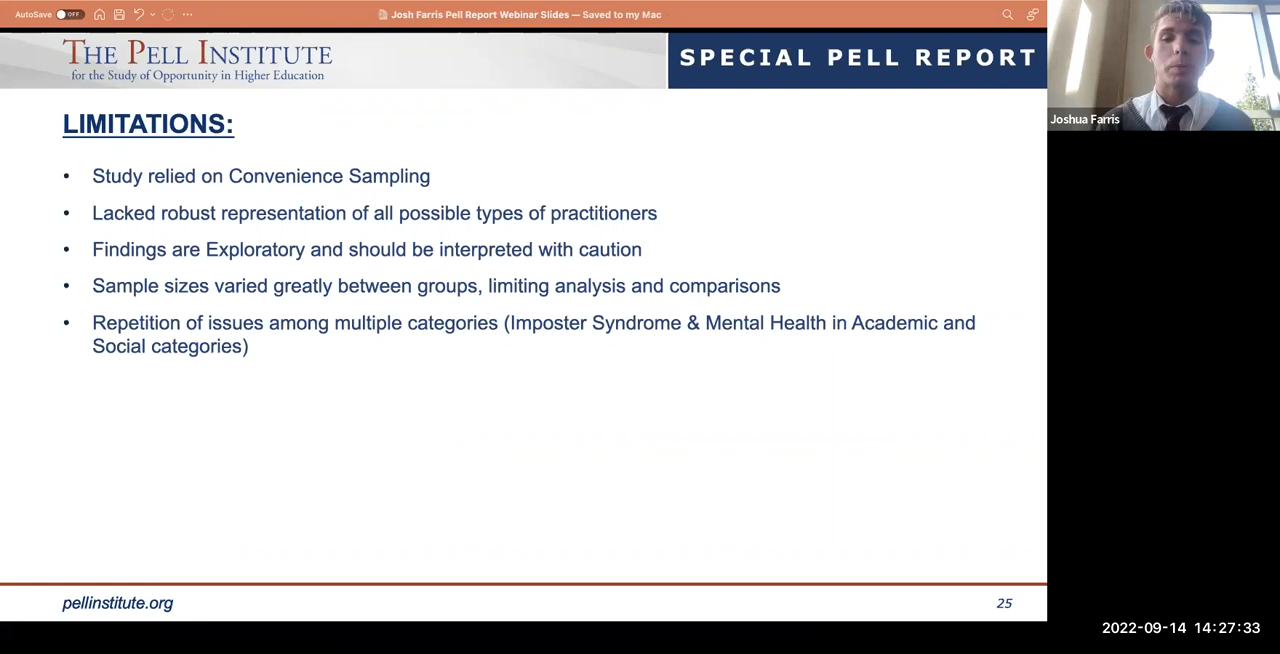 AutoSave OFF
Josh Farris Pell Report Webinar Slides — Saved to my Mac
THE PELL INSTITUTE
for the Study of Opportunity in Higher Education
SPECIAL PELL REPORT
Joshua Farris
LIMITATIONS:
• Study relied on Convenience Sampling
• Lacked robust representation of all possible types of practitioners
• Findings are Exploratory and should be interpreted with caution
• Sample sizes varied greatly between groups, limiting analysis and comparisons
• Repetition of issues among multiple categories (Imposter Syndrome & Mental Health in Academic and
Social categories)
pellinstitute.org
25
2022-09-14 14:27:33